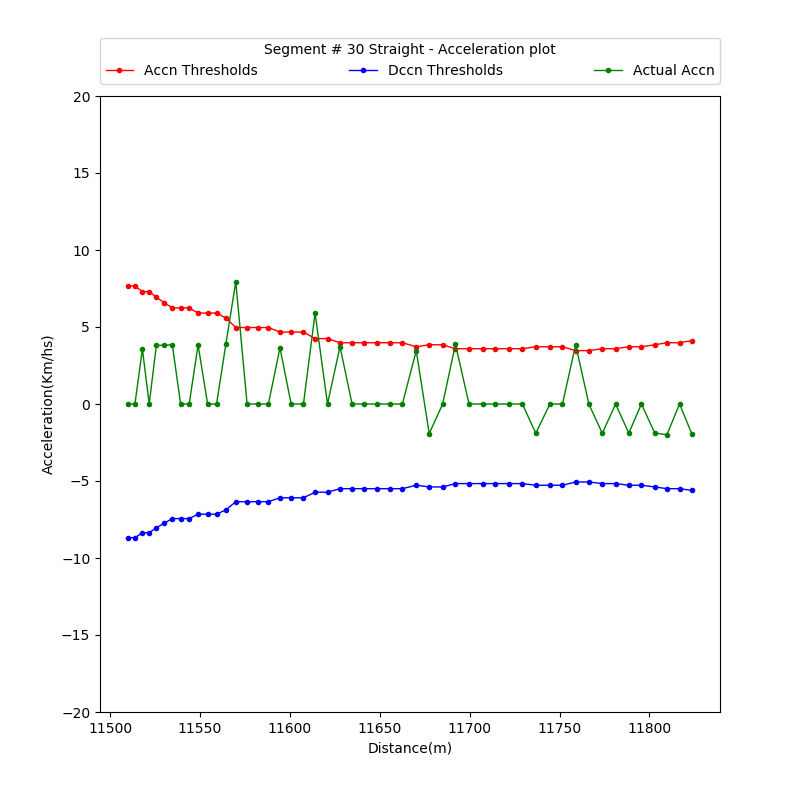 Segment # 30 Straight - Acceleration plot
Accn Thresholds Dccn Thresholds Actual Accn
20
15
10
5
0
−5
−10
−15
−20
Acceleration(Km/hs)
11500 11550 11600 11650 11700 11750 11800
Distance(m)